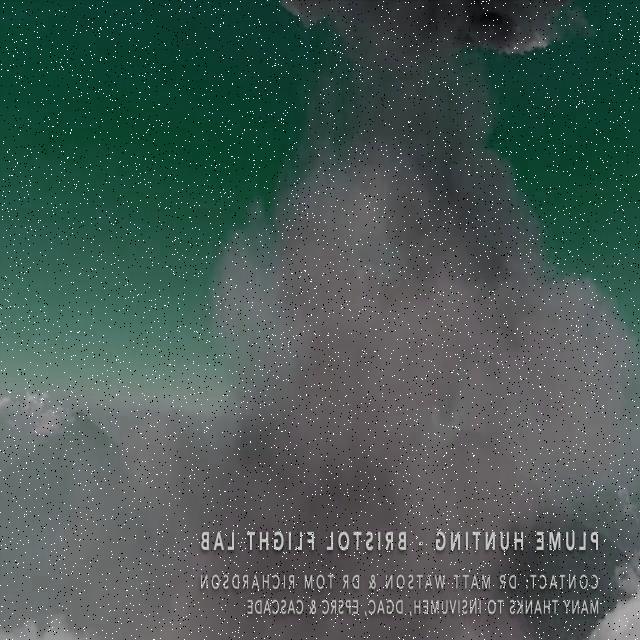 PLUME HUNTING - BRISTOL FLIGHT LAB
CONTACT: DR MATT WATSON & DR TOM RICHARDSON
MANY THANKS TO INSIVUMEH, DGAC, EPSRC & CASCADE